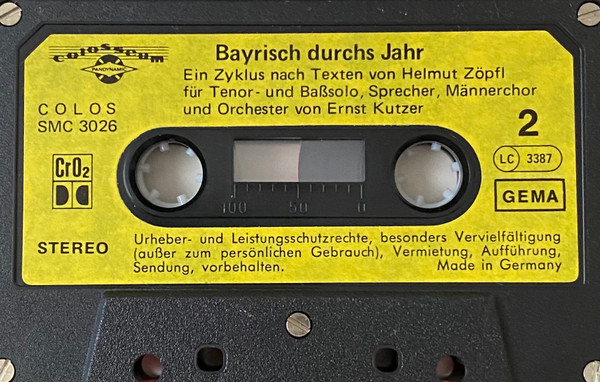 colosseum
PANDYNAMIC
Bayrisch durchs Jahr
Ein Zyklus nach Texten von Helmut Zöpfl
für Tenor- und Baßsolo, Sprecher, Männerchor
und Orchester von Ernst Kutzer
COLOS
SMC 3026
2
LC 3387
CrO2
GEMA
100 50 0
STEREO
Urheber- und Leistungsschutzrechte, besonders Vervielfältigung
(außer zum persönlichen Gebrauch), Vermietung, Aufführung,
Sendung, vorbehalten. Made in Germany